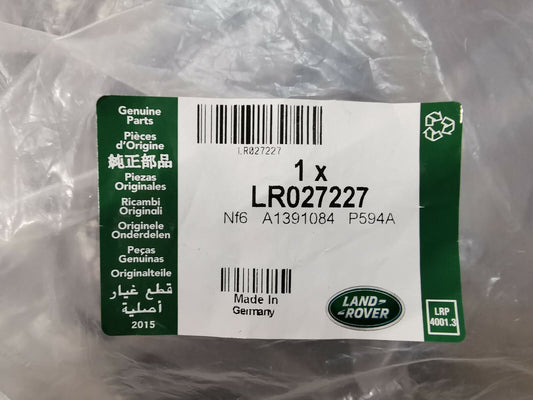 Genuine
Parts
Pièces
d'Origine
純正部品
Piezas
Originales
Ricambi
Originali
Originele
Onderdelen
Peças
Genuinas
Originalteile
قطع غيار
أصلية
2015
LR027227
1 x
LR027227
Nf6 A1391084 P594A
Made In
Germany
LAND-
ROVER
LRP
4001.3